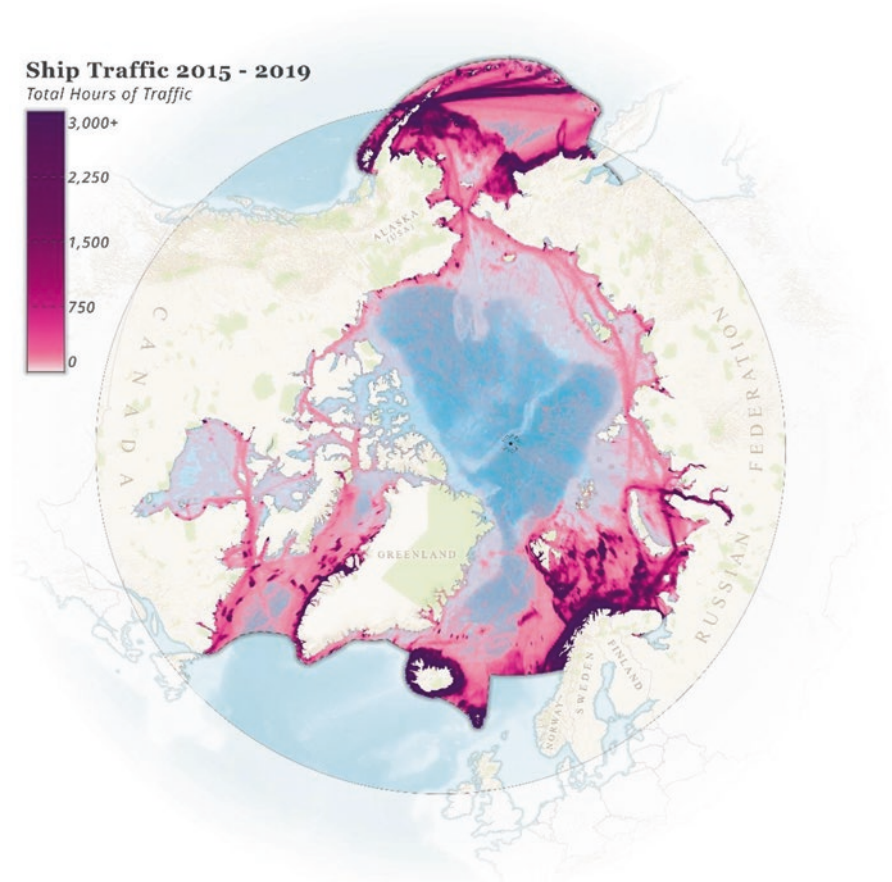 Ship Traffic 2015 - 2019
Total Hours of Traffic
3,000+
2,250
1,500
750
0
ALASKA
(USA)
CANADA
RUSSIAN FEDERATION
GREENLAND
NORWAY
SWEDEN
FINLAND